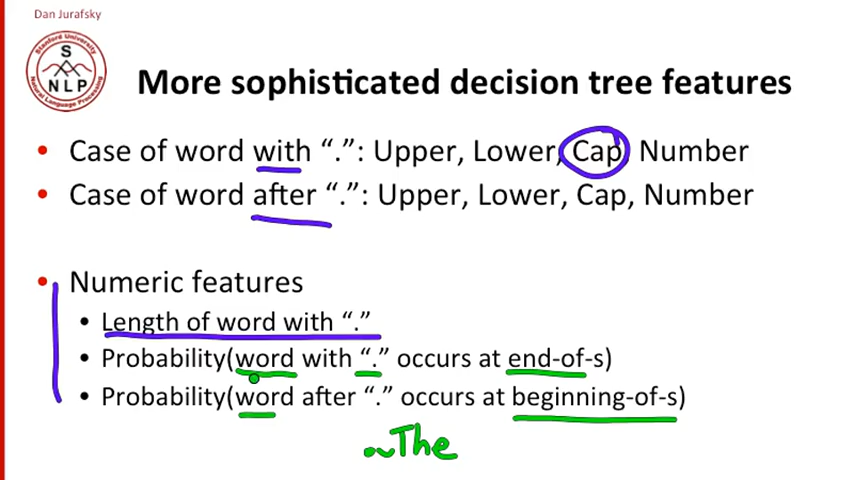 Dan Jurafsky
Stanford University
S
NLP
Natural Language Processing
More sophisticated decision tree features
• Case of word with “.”: Upper, Lower, Cap, Number
• Case of word after “.”: Upper, Lower, Cap, Number
• Numeric features
• Length of word with “.”
• Probability(word with “.” occurs at end-of-s)
• Probability(word after “.” occurs at beginning-of-s)
The